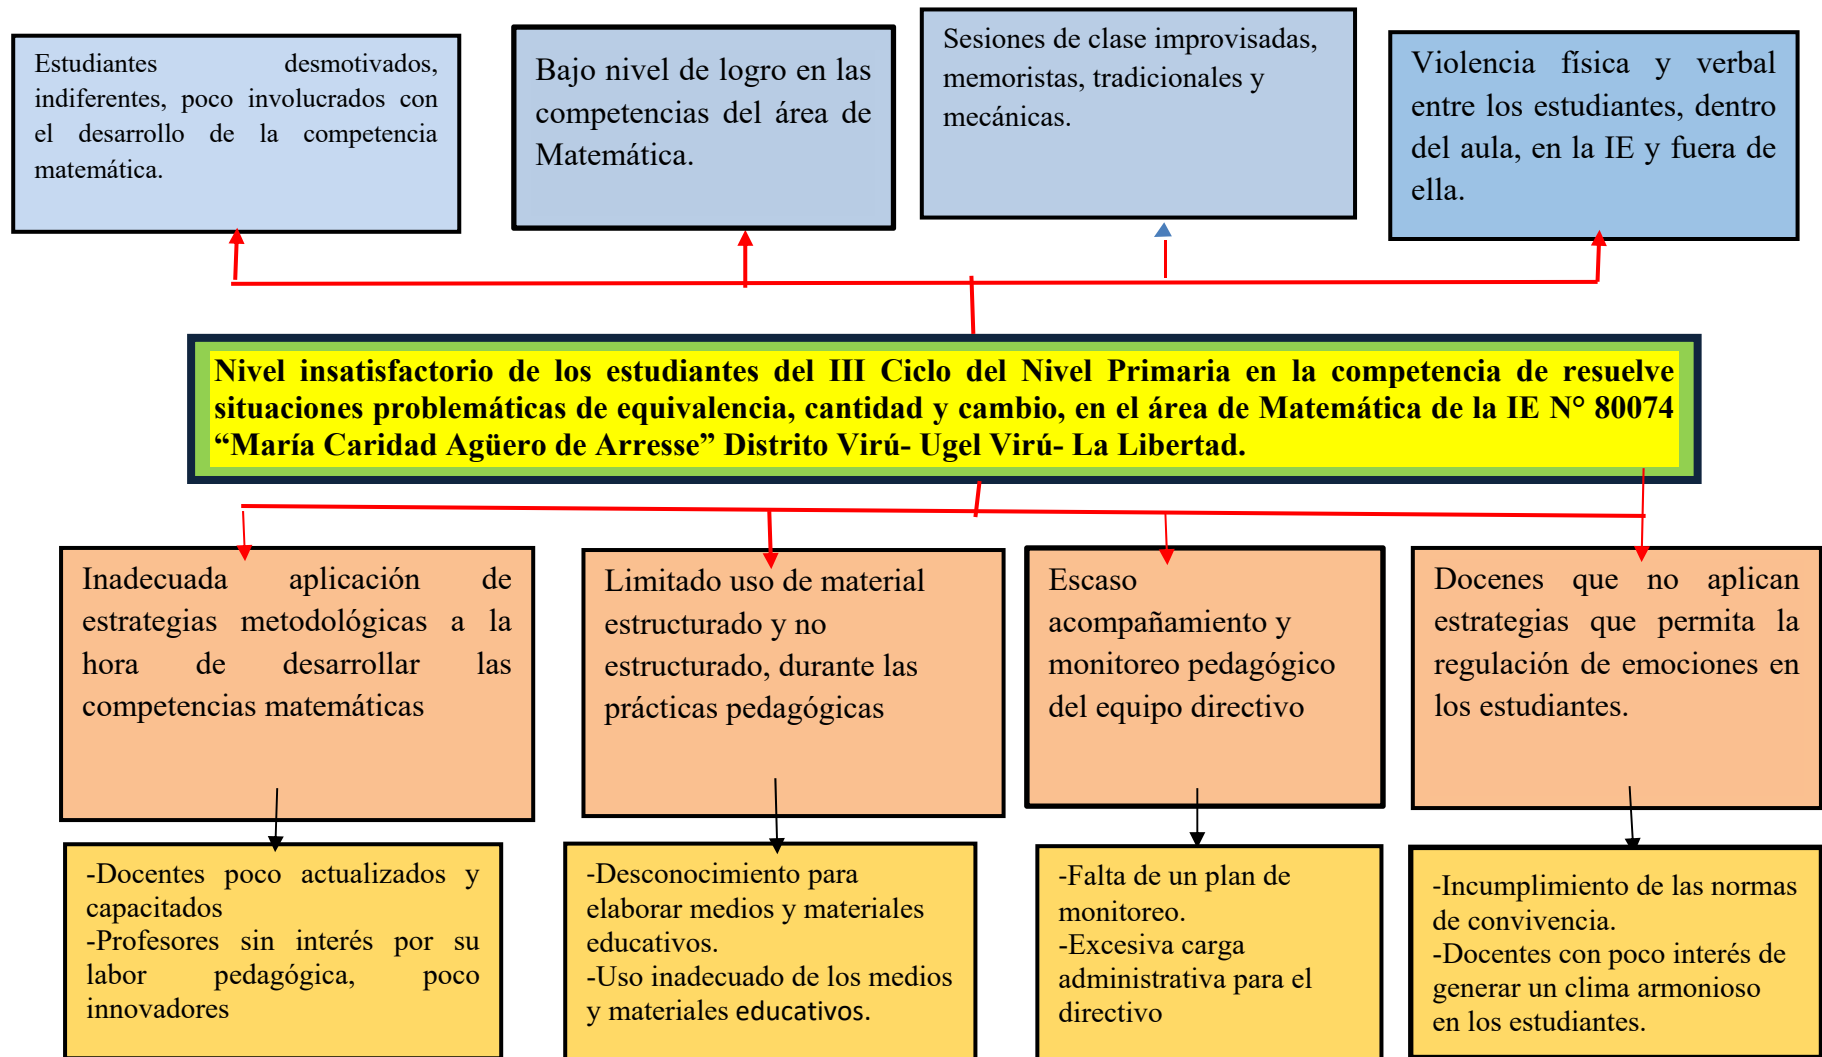 Estudiantes desmotivados,
indiferentes, poco involucrados con
el desarrollo de la competencia
matemática.
Bajo nivel de logro en las
competencias del área de
Matemática.
Sesiones de clase improvisadas,
memoristas, tradicionales y
mecánicas.
Violencia física y verbal
entre los estudiantes, dentro
del aula, en la IE y fuera de
ella.
Nivel insatisfactorio de los estudiantes del III Ciclo del Nivel Primaria en la competencia de resuelve
situaciones problemáticas de equivalencia, cantidad y cambio, en el área de Matemática de la IE N° 80074
“María Caridad Agüero de Arresse” Distrito Virú- Ugel Virú- La Libertad.
Inadecuada aplicación de
estrategias metodológicas a la
hora de desarrollar las
competencias matemáticas
Limitado uso de material
estructurado y no
estructurado, durante las
prácticas pedagógicas
Escaso
acompañamiento y
monitoreo pedagógico
del equipo directivo
Docenes que no aplican
estrategias que permita la
regulación de emociones en
los estudiantes.
-Docentes poco actualizados y
capacitados
-Profesores sin interés por su
labor pedagógica, poco
innovadores
-Desconocimiento para
elaborar medios y materiales
educativos.
-Uso inadecuado de los medios
y materiales educativos.
-Falta de un plan de
monitoreo.
-Excesiva carga
administrativa para el
directivo
-Incumplimiento de las normas
de convivencia.
-Docentes con poco interés de
generar un clima armonioso
en los estudiantes.